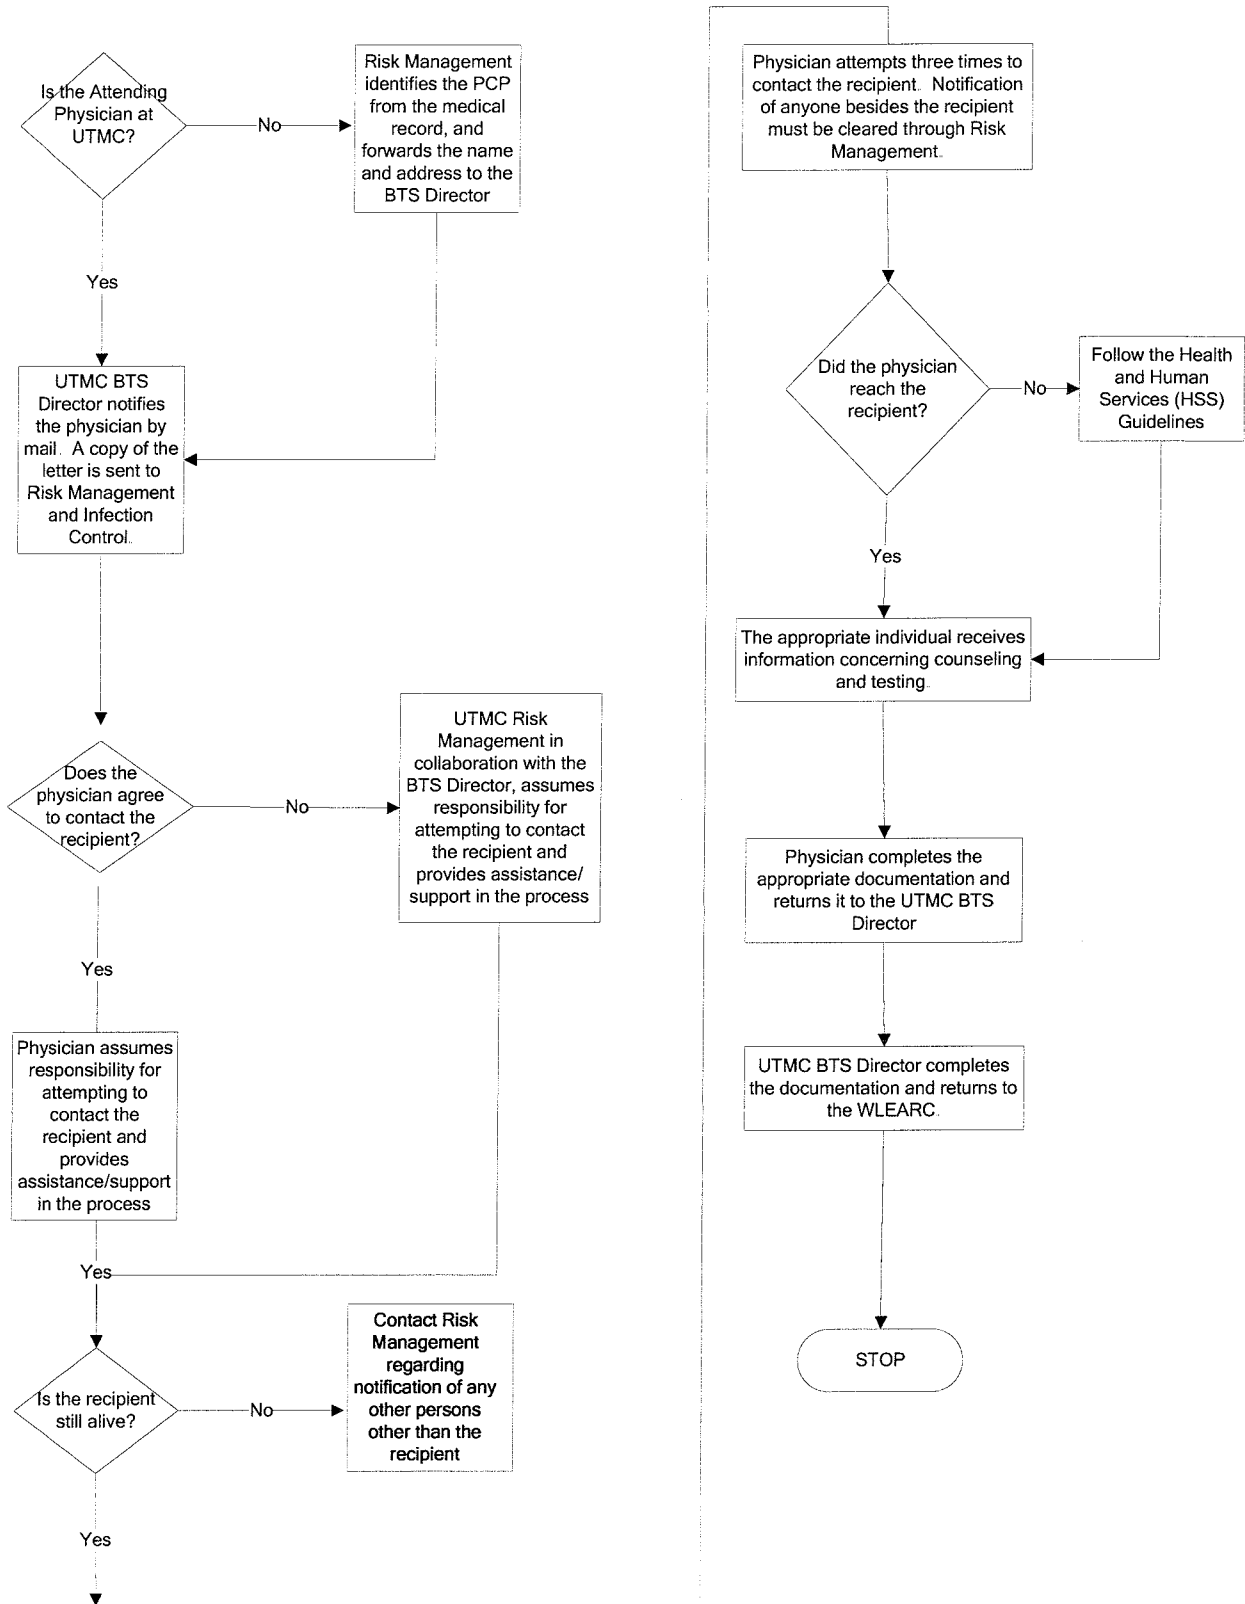 Is the Attending
Physician at
UTMC?
No
Risk Management
identifies the PCP
from the medical
record, and
forwards the name
and address to the
BTS Director
Yes
UTMC BTS
Director notifies
the physician by
mail. A copy of the
letter is sent to
Risk Management
and Infection
Control.
Does the
physician agree
to contact the
recipient?
No
UTMC Risk
Management in
collaboration with the
BTS Director, assumes
responsibility for
attempting to contact
the recipient and
provides assistance/
support in the process
Yes
Physician assumes
responsibility for
attempting to
contact the
recipient and
provides
assistance/support
in the process
Yes
Is the recipient
still alive?
No
Contact Risk
Management
regarding
notification of any
other persons
other than the
recipient
Yes
Physician attempts three times to
contact the recipient. Notification
of anyone besides the recipient
must be cleared through Risk
Management.
Did the physician
reach the
recipient?
No
Follow the Health
and Human
Services (HSS)
Guidelines
Yes
The appropriate individual receives
information concerning counseling
and testing.
Physician completes the
appropriate documentation and
returns it to the UTMC BTS
Director
UTMC BTS Director completes
the documentation and returns to
the WLEARC.
STOP